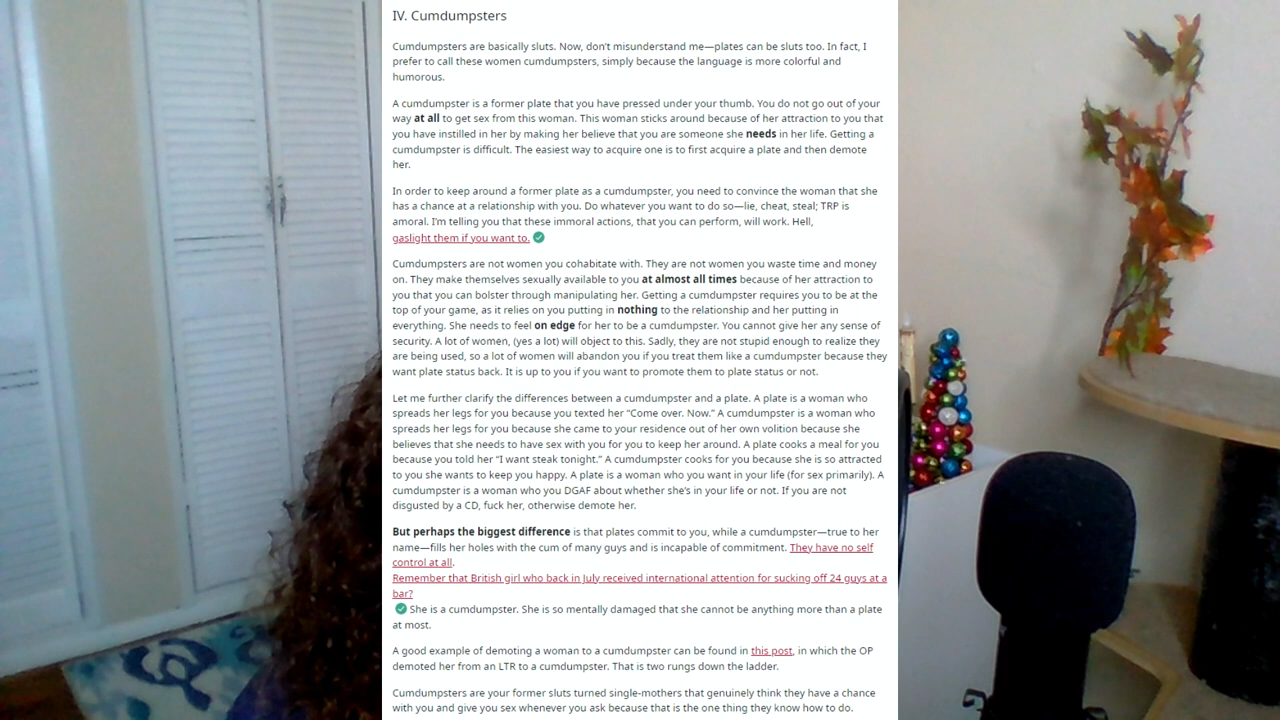 IV. Cumdumpsters
Cumdumpsters are basically sluts. Now, don't misunderstand me—plates can be sluts too. In fact, I
prefer to call these women cumdumpsters, simply because the language is more colorful and
humorous.
A cumdumpster is a former plate that you have pressed under your thumb. You do not go out of your
way at all to get sex from this woman. This woman sticks around because of her attraction to you that
you have instilled in her by making her believe that you are someone she needs in her life. Getting a
cumdumpster is difficult. The easiest way to acquire one is to first acquire a plate and then demote
her.
In order to keep around a former plate as a cumdumpster, you need to convince the woman that she
has a chance at a relationship with you. Do whatever you want to do so—lie, cheat, steal; TRP is
amoral. I'm telling you that these immoral actions, that you can perform, will work. Hell,
gaslight them if you want to.
Cumdumpsters are not women you cohabitate with. They are not women you waste time and money
on. They make themselves sexually available to you at almost all times because of her attraction to
you that you can bolster through manipulating her. Getting a cumdumpster requires you to be at the
top of your game, as it relies on you putting in nothing to the relationship and her putting in
everything. She needs to feel on edge for her to be a cumdumpster. You cannot give her any sense of
security. A lot of women, (yes a lot) will object to this. Sadly, they are not stupid enough to realize they
are being used, so a lot of women will abandon you if you treat them like a cumdumpster because they
want plate status back. It is up to you if you want to promote them to plate status or not.
Let me further clarify the differences between a cumdumpster and a plate. A plate is a woman who
spreads her legs for you because you texted her "Come over. Now." A cumdumpster is a woman who
spreads her legs for you because she came to your residence out of her own volition because she
believes that she needs to have sex with you for you to keep her around. A plate cooks a meal for you
because you told her "I want steak tonight." A cumdumpster cooks for you because she is so attracted
to you she wants to keep you happy. A plate is a woman who you want in your life (for sex primarily). A
cumdumpster is a woman who you DGAF about whether she's in your life or not. If you are not
disgusted by a CD, fuck her, otherwise demote her.
But perhaps the biggest difference is that plates commit to you, while a cumdumpster—true to her
name—fills her holes with the cum of many guys and is incapable of commitment. They have no self
control at all.
Remember that British girl who back in July received international attention for sucking off 24 guys at a
bar?
She is a cumdumpster. She is so mentally damaged that she cannot be anything more than a plate
at most.
A good example of demoting a woman to a cumdumpster can be found in this post, in which the OP
demoted her from an LTR to a cumdumpster. That is two rungs down the ladder.
Cumdumpsters are your former sluts turned single-mothers that genuinely think they have a chance
with you and give you sex whenever you ask because that is the one thing they know how to do.